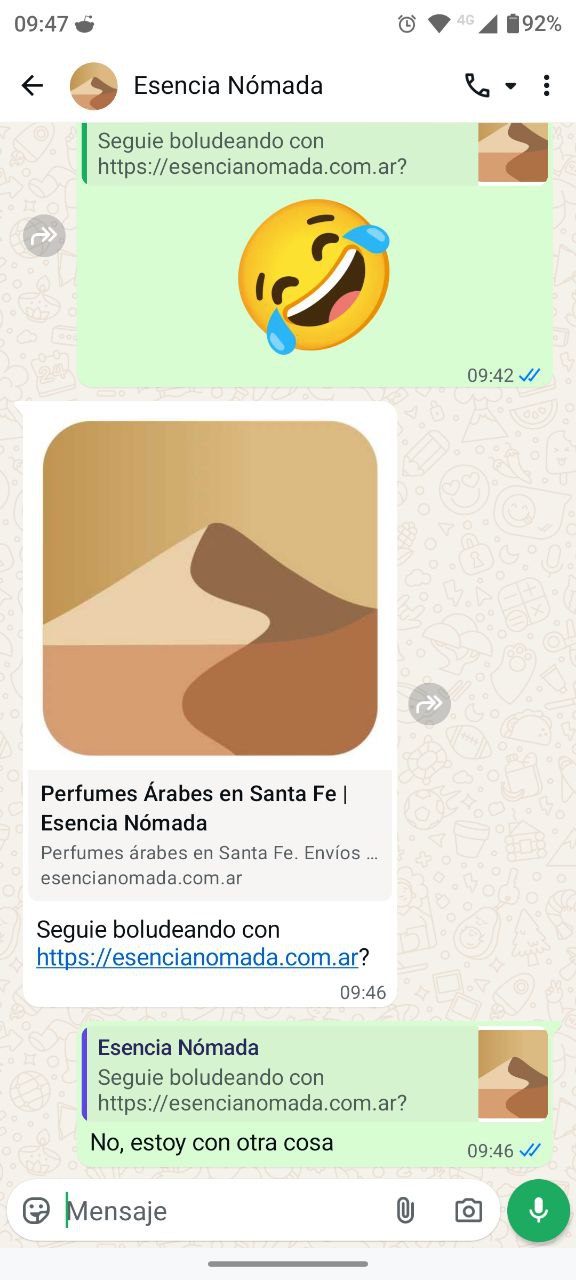 09:47
4G
92%
Esencia Nómada
Seguie boludeando con
https://esencianomada.com.ar?
09:42
Perfumes Árabes en Santa Fe |
Esencia Nómada
Perfumes árabes en Santa Fe. Envíos ...
esencianomada.com.ar
Seguie boludeando con
https://esencianomada.com.ar?
09:46
Esencia Nómada
Seguie boludeando con
https://esencianomada.com.ar?
No, estoy con otra cosa
09:46
Mensaje